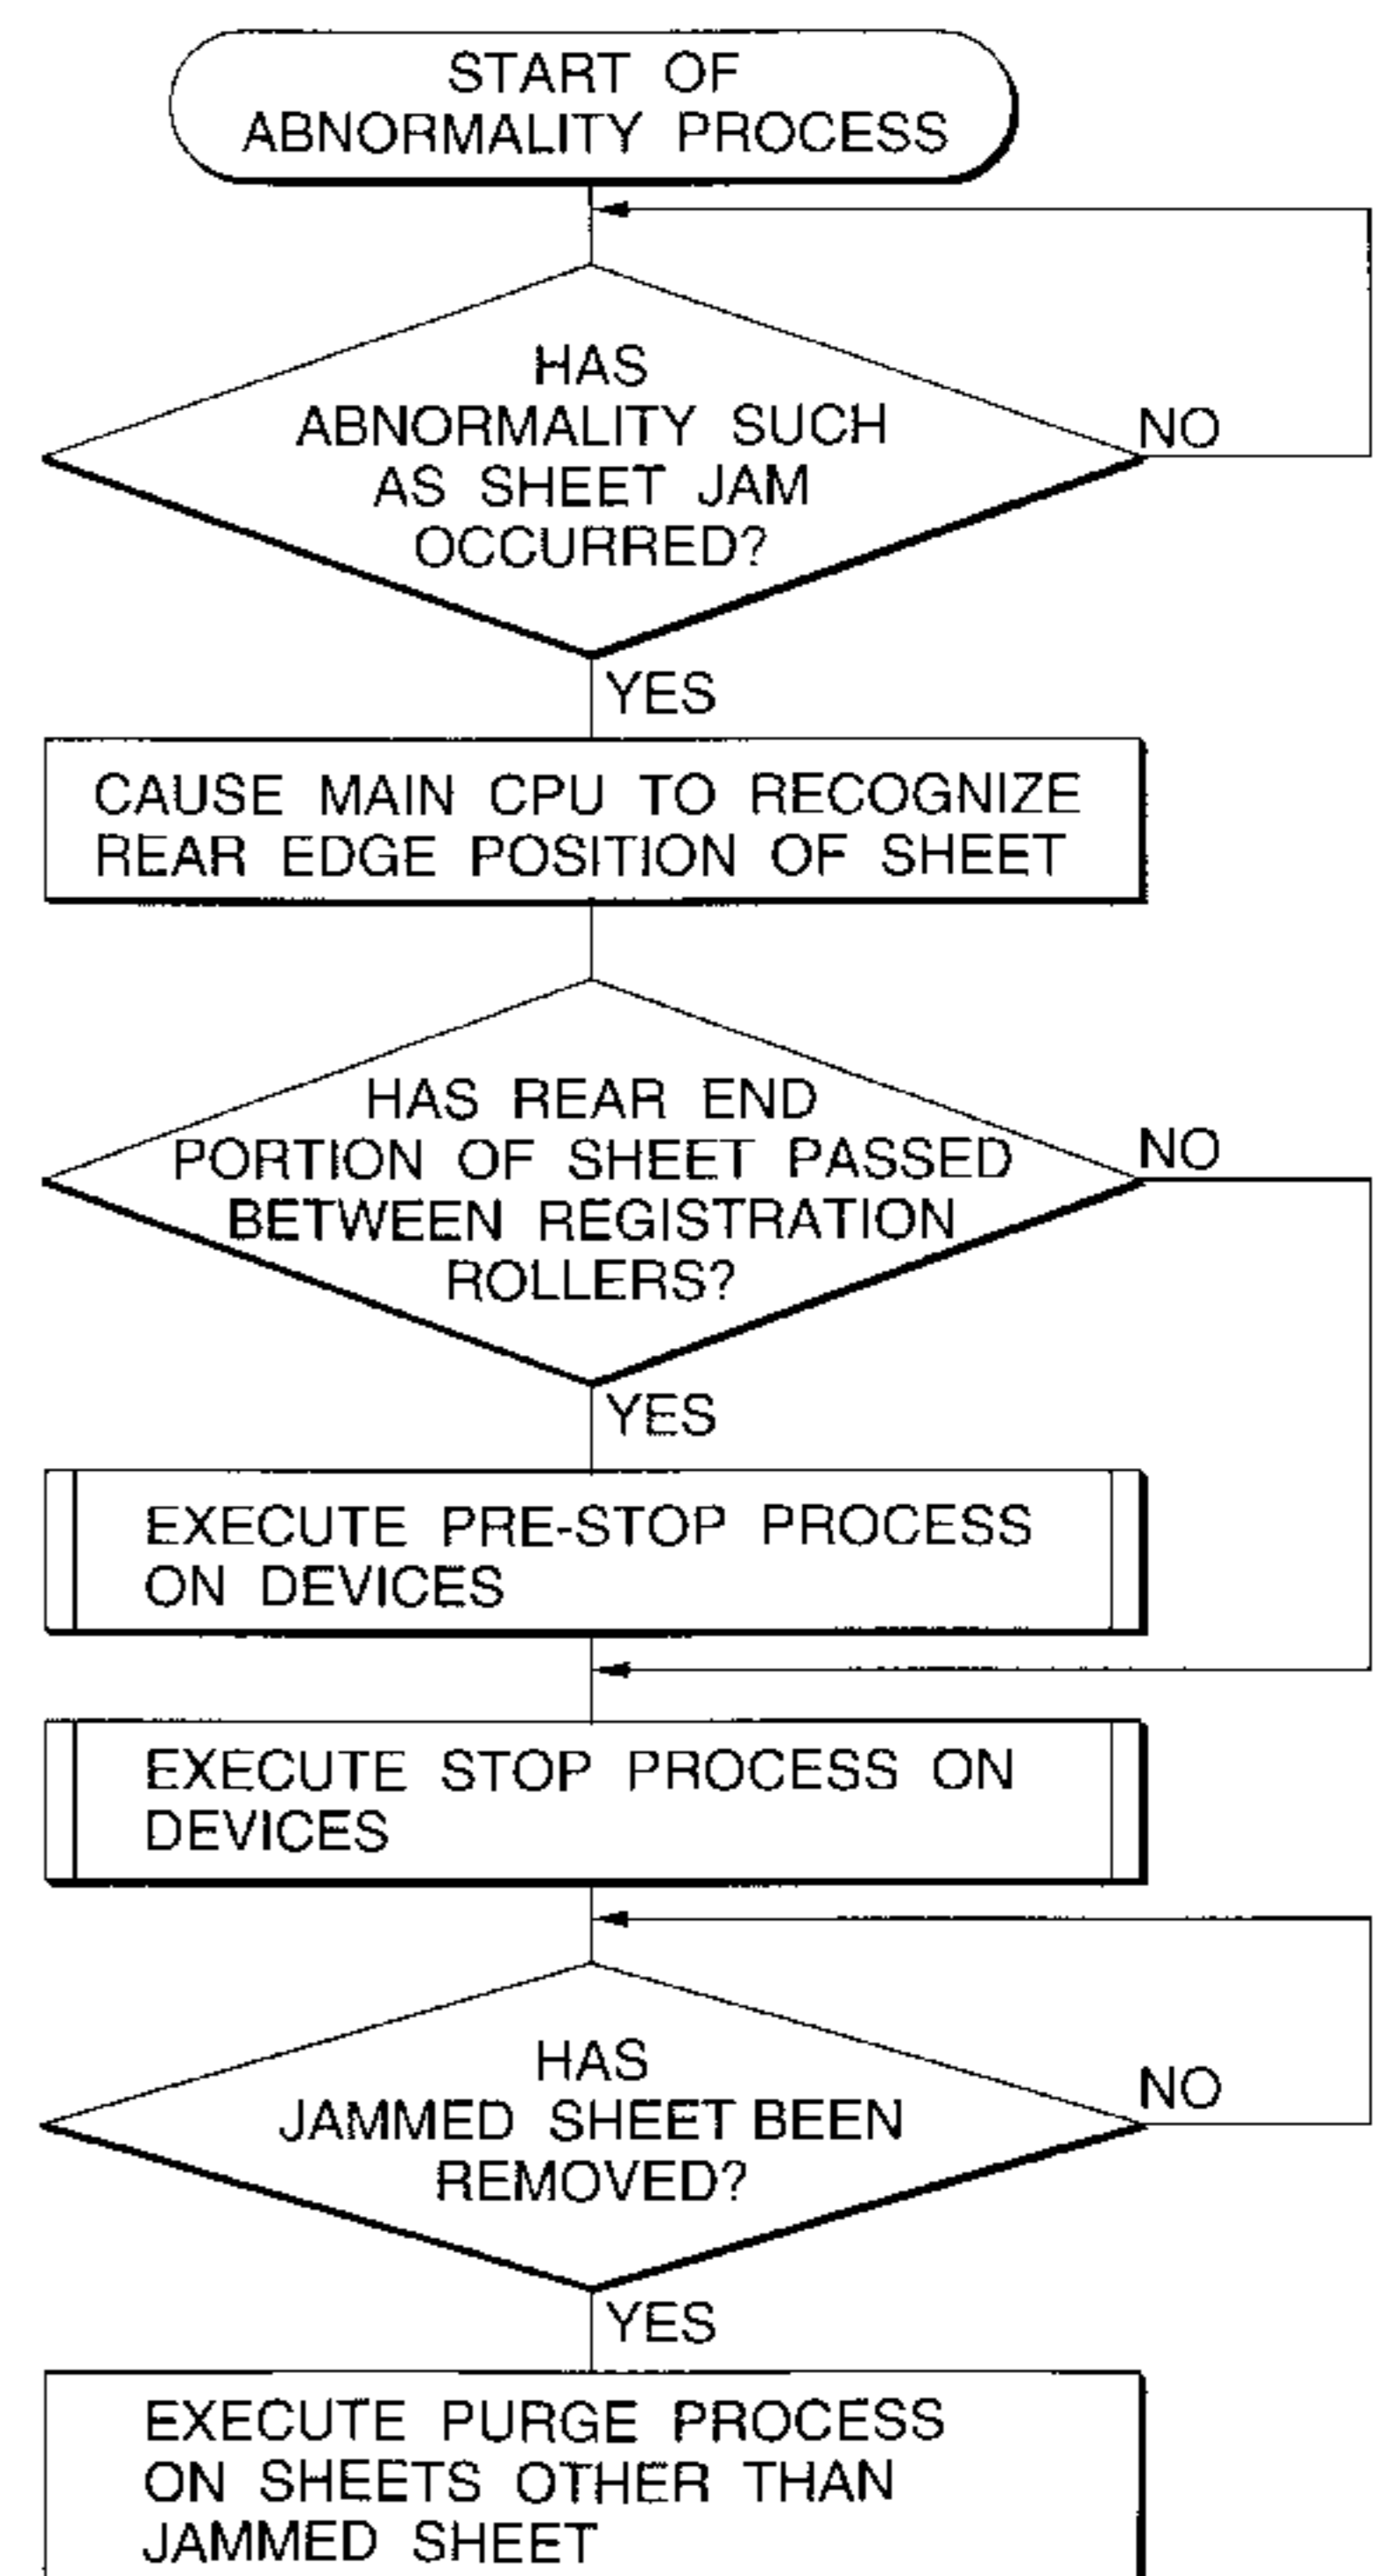 START OF
ABNORMALITY PROCESS
HAS
ABNORMALITY SUCH
AS SHEET JAM
OCCURRED?
NO
YES
CAUSE MAIN CPU TO RECOGNIZE
REAR EDGE POSITION OF SHEET
HAS REAR END
PORTION OF SHEET PASSED
BETWEEN REGISTRATION
ROLLERS?
NO
YES
EXECUTE PRE-STOP PROCESS
ON DEVICES
EXECUTE STOP PROCESS ON
DEVICES
HAS
JAMMED SHEET BEEN
REMOVED?
NO
YES
EXECUTE PURGE PROCESS
ON SHEETS OTHER THAN
JAMMED SHEET